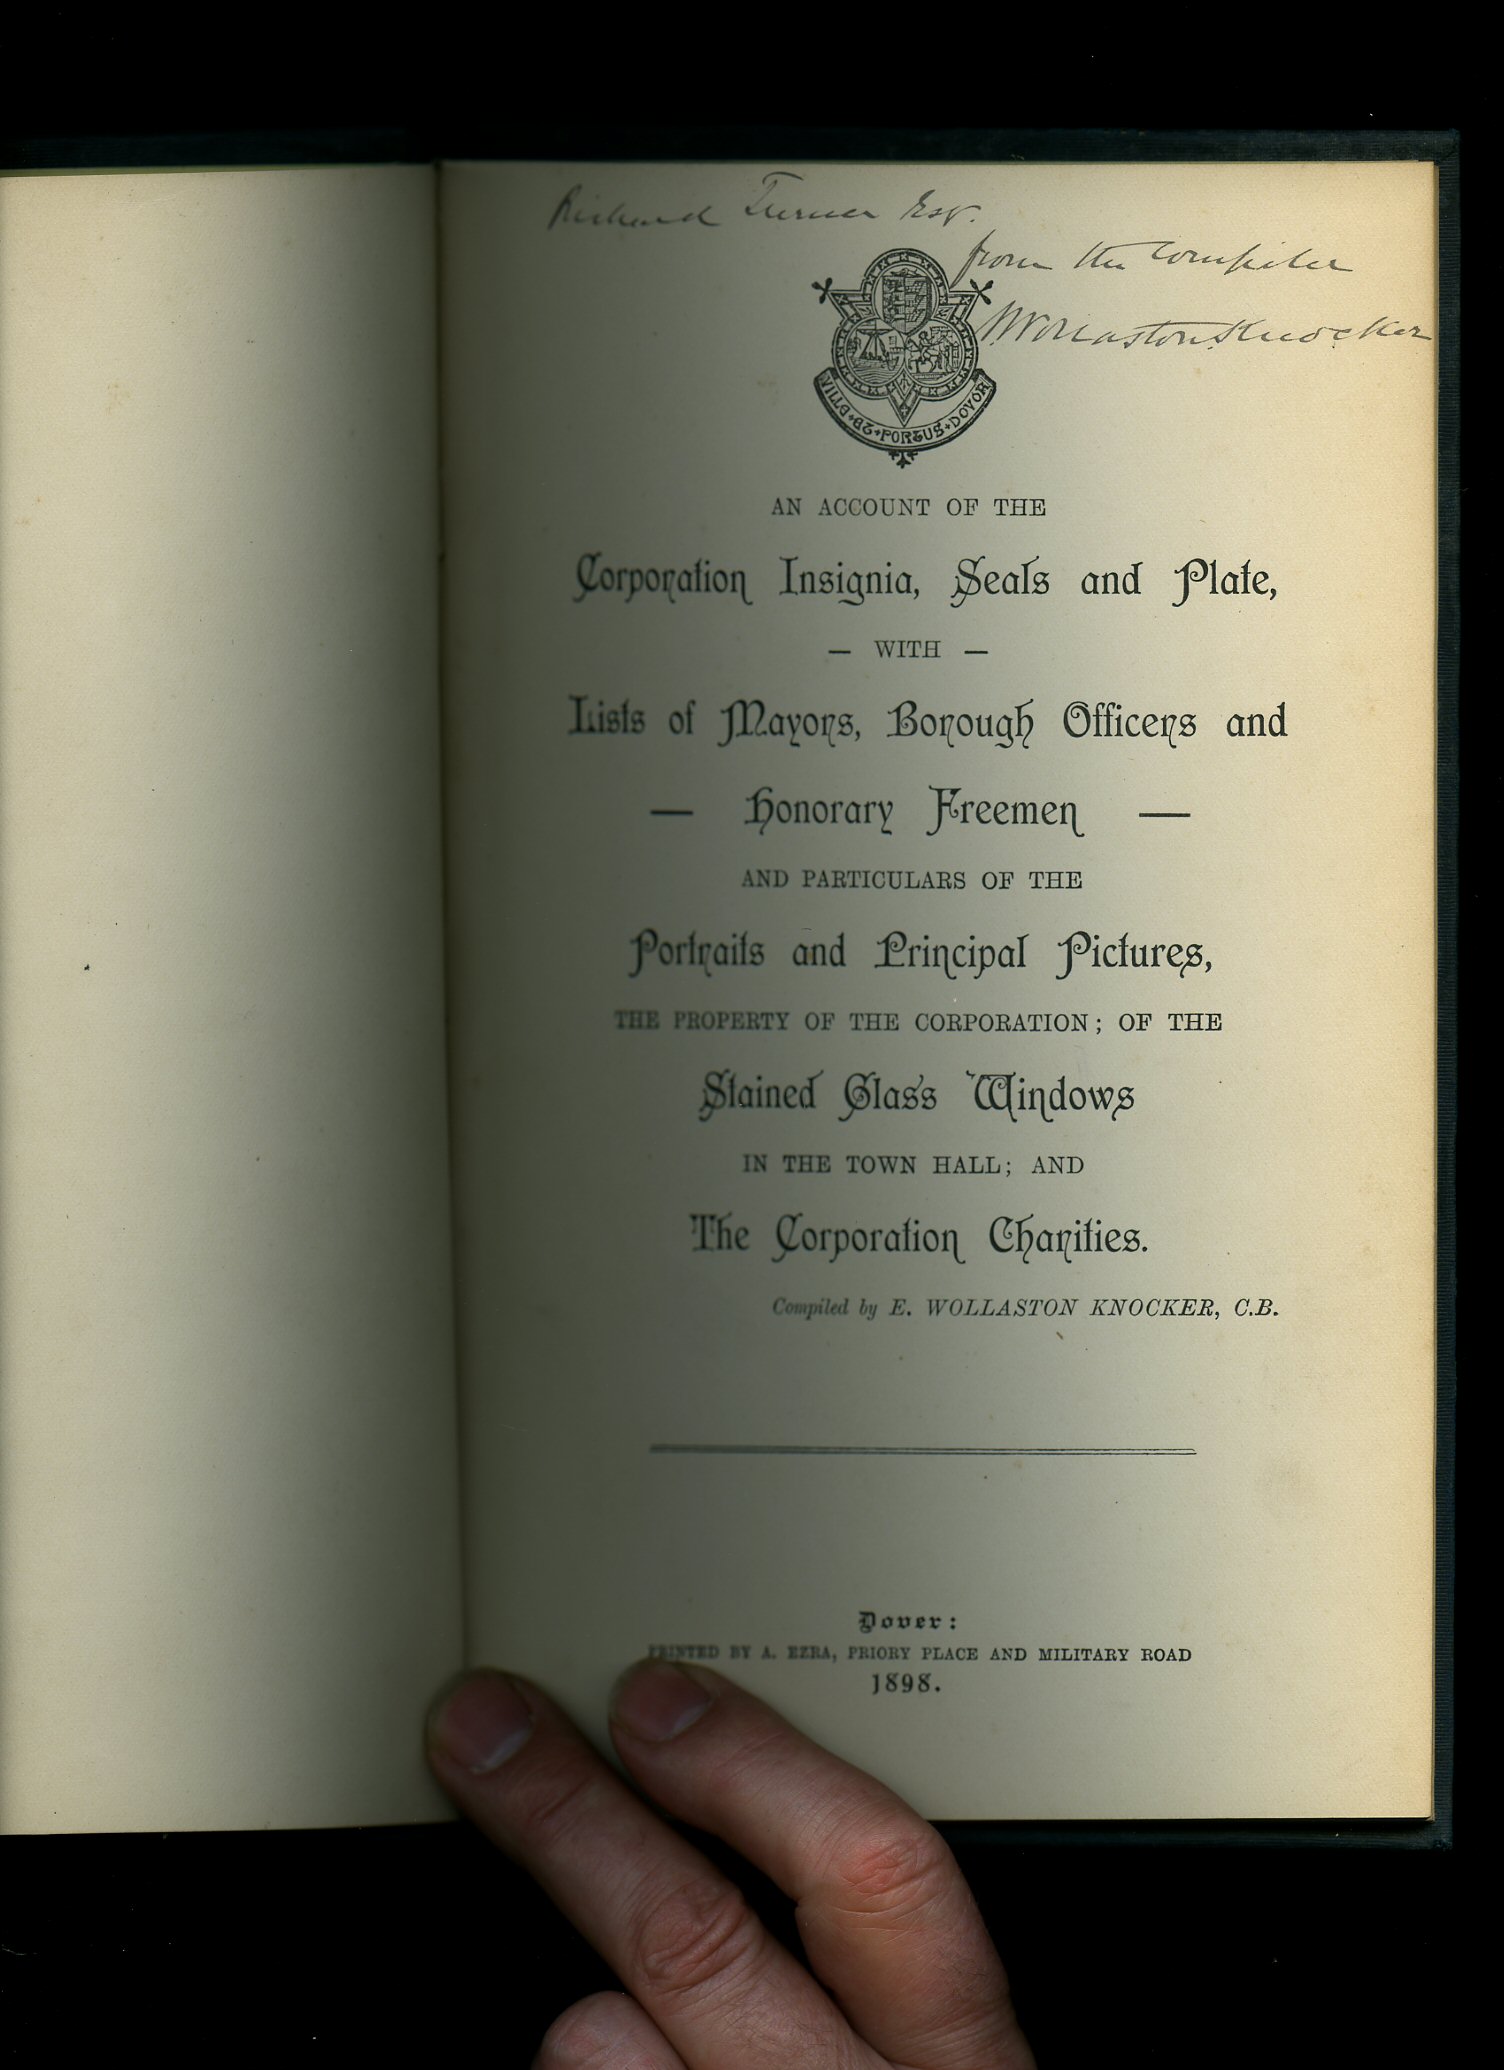 Richard Turner Esq.
from the Compiler
Wollaston Knocker
VILLE ET PORTUS DOVOR
AN ACCOUNT OF THE
Corporation Insignia, Seals and Plate,
— WITH —
Lists of Mayors, Borough Officers and
— Honorary Freemen —
AND PARTICULARS OF THE
Portraits and Principal Pictures,
THE PROPERTY OF THE CORPORATION; OF THE
Stained Glass Windows
IN THE TOWN HALL; AND
The Corporation Charities.
Compiled by E. WOLLASTON KNOCKER, C.B.
Dover:
PRINTED BY A. EZRA, PRIORY PLACE AND MILITARY ROAD
1898.